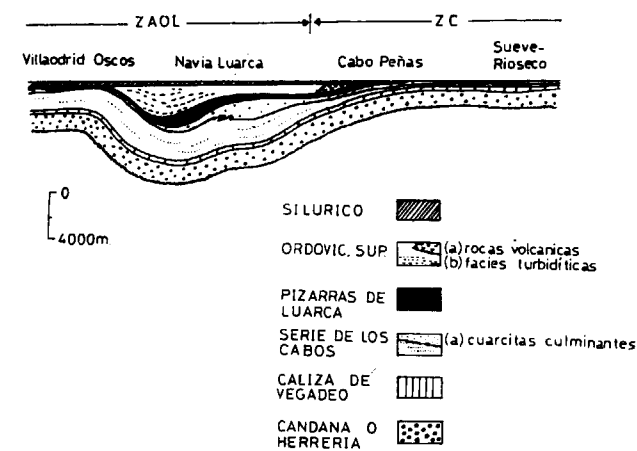 ZAOL ZC
Villaodrid Oscos Navia Luarca Cabo Peñas Sueve-
Rioseco
0
4000m
SILURICO
ORDOVIC. SUP. (a) rocas volcanicas
(b) facies turbidíticas
PIZARRAS DE
LUARCA
SERIE DE LOS
CABOS (a) cuarcitas culminantes
CALIZA DE
VEGADEO
CANDANA O
HERRERIA